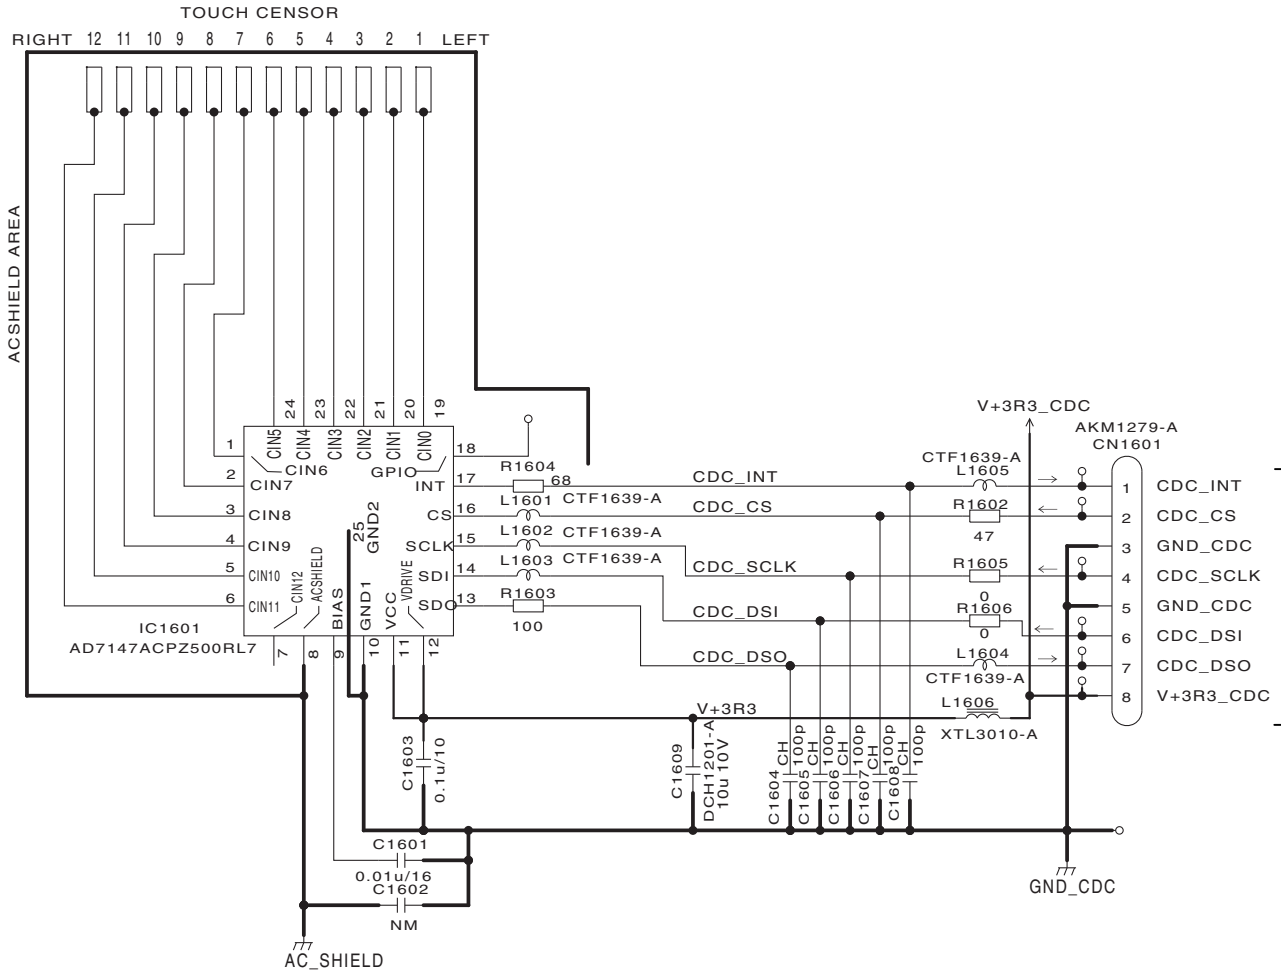 TOUCH CENSOR
RIGHT 12 11 10 9 8 7 6 5 4 3 2 1 LEFT
ACSHIELD AREA
24 23 22 21 20 19
CIN5 CIN4 CIN3 CIN2 CIN1 CIN0
1 CIN6
2 CIN7
3 CIN8
4 CIN9
5 CIN10
6 CIN11
7 CIN12
8 ACSHIELD
9 BIAS
10 GND1
11 VCC
12 VDRIVE
25 GND2
GPIO 18
INT 17
CS 16
SCLK 15
SDI 14
SDO 13
IC1601
AD7147ACPZ500RL7
R1604
68
L1601 CTF1639-A
L1602
L1603 CTF1639-A
R1603
100
CDC_INT
CDC_CS
CDC_SCLK
CDC_DSI
CDC_DSO
V+3R3
V+3R3_CDC
AKM1279-A
CN1601
CTF1639-A
L1605
R1602
47
R1605
0
R1606
0
L1604
CTF1639-A
L1606
XTL3010-A
1 CDC_INT
2 CDC_CS
3 GND_CDC
4 CDC_SCLK
5 GND_CDC
6 CDC_DSI
7 CDC_DSO
8 V+3R3_CDC
C1603
0.1u/10
C1609
DCH1201-A
10u 10V
C1604 CH 100p
C1605 CH 100p
C1606 CH 100p
C1607 CH 100p
C1608 CH 100p
C1601
0.01u/16
C1602
NM
GND_CDC
AC_SHIELD